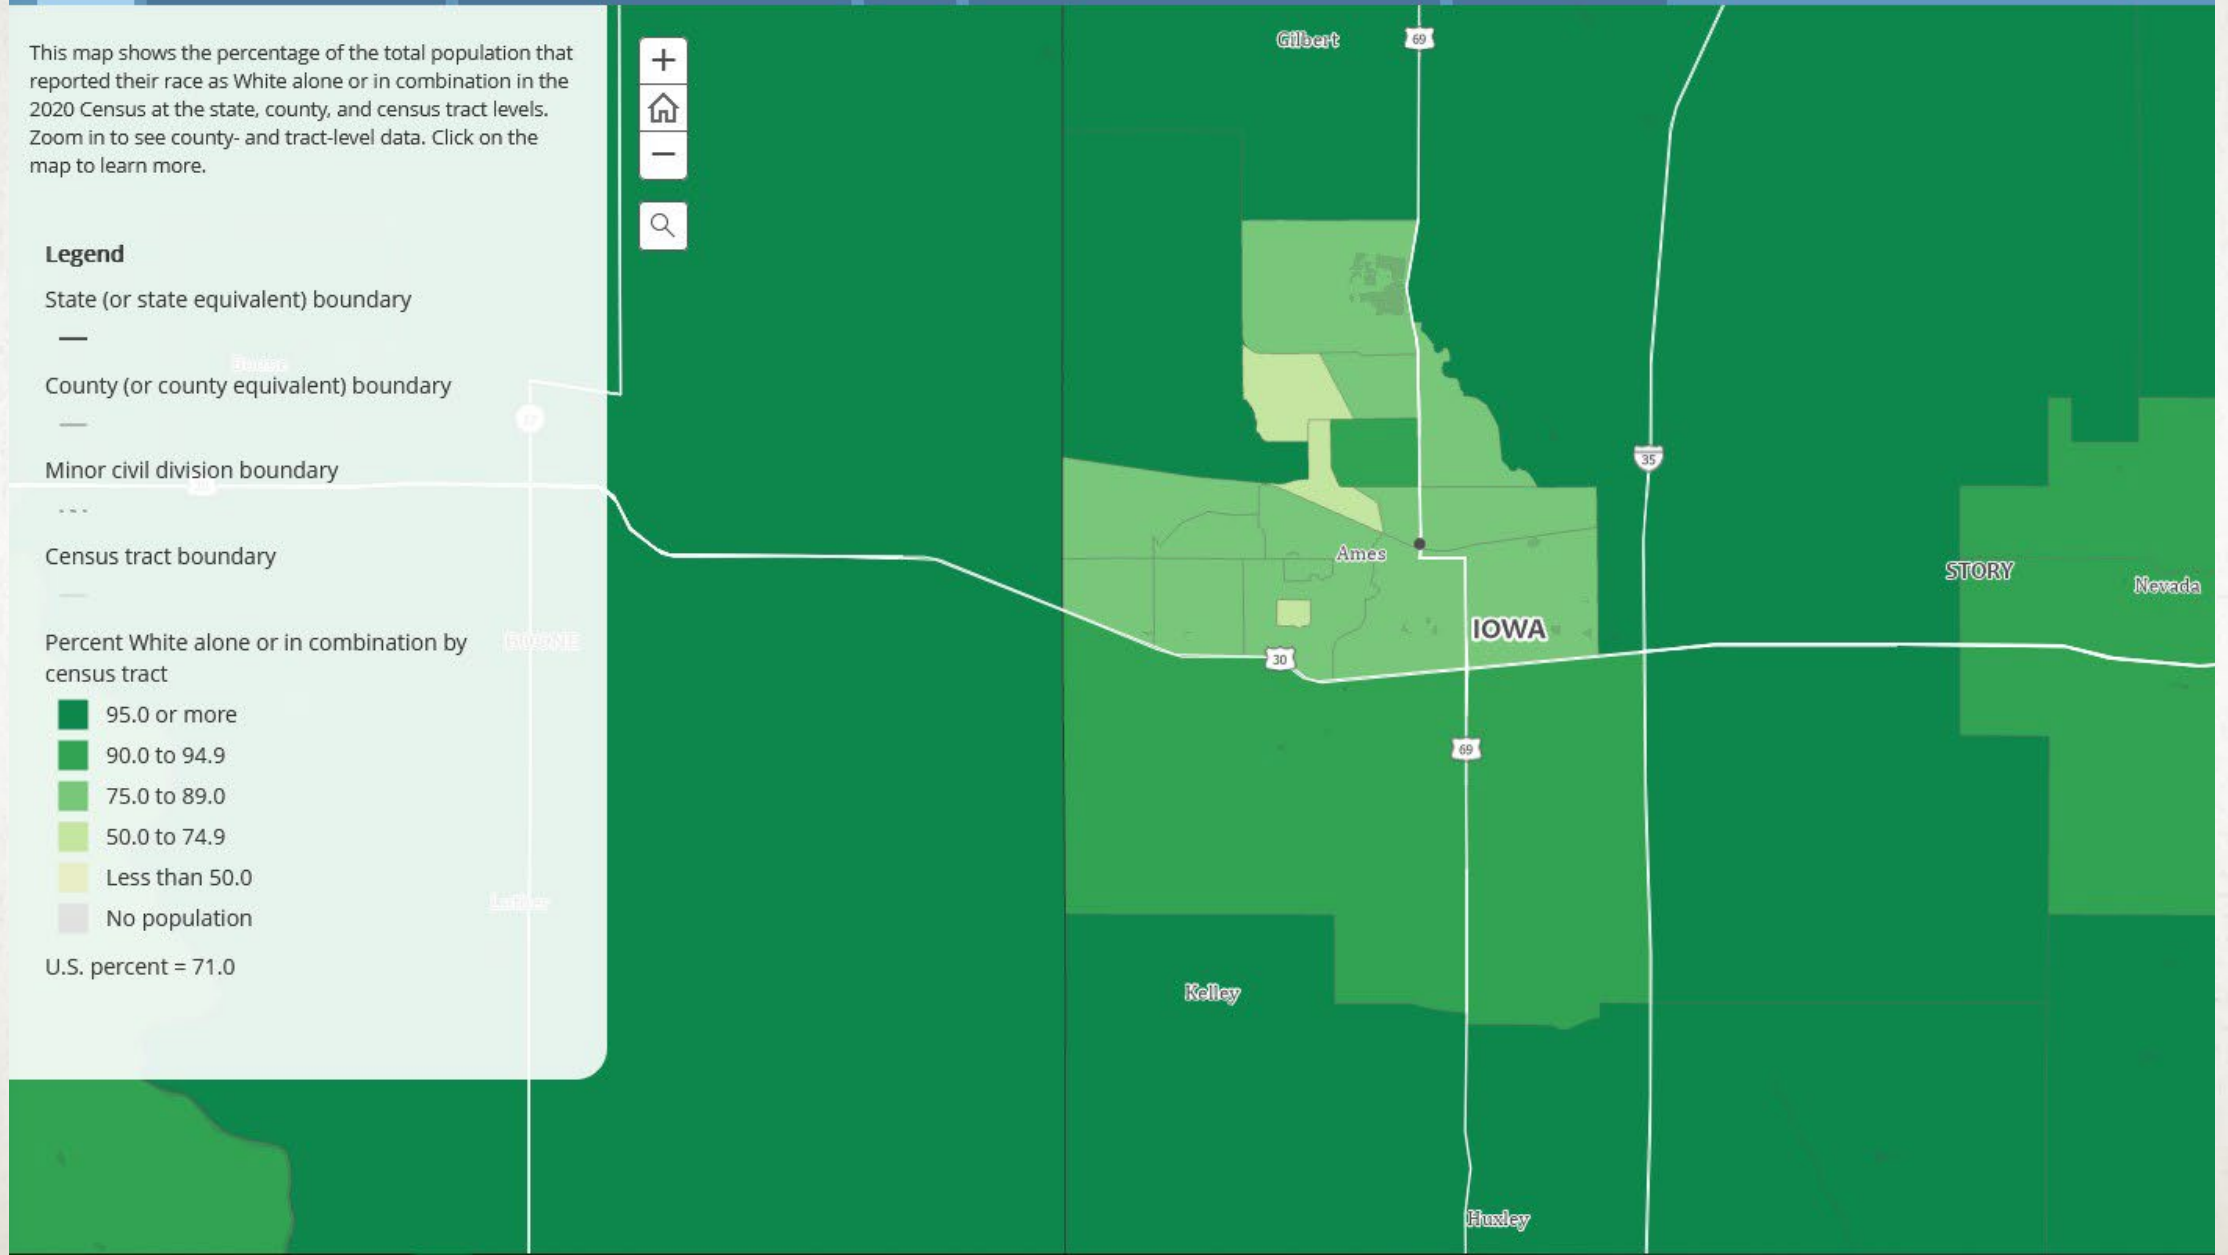 This map shows the percentage of the total population that
reported their race as White alone or in combination in the
2020 Census at the state, county, and census tract levels.
Zoom in to see county- and tract-level data. Click on the
map to learn more.
Legend
State (or state equivalent) boundary
County (or county equivalent) boundary
Minor civil division boundary
Census tract boundary
Percent White alone or in combination by
census tract
95.0 or more
90.0 to 94.9
75.0 to 89.0
50.0 to 74.9
Less than 50.0
No population
U.S. percent = 71.0
Boone
BOONE
Luther
Gilbert
69
35
Ames
STORY
Nevada
IOWA
30
69
Kelley
Huxley